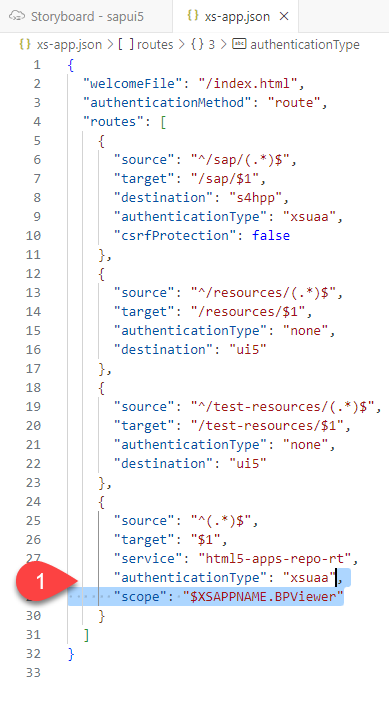 Storyboard - sapui5 xs-app.json ×
{} xs-app.json > [ ] routes > {} 3 > abc authenticationType
1 {
2 "welcomeFile": "/index.html",
3 "authenticationMethod": "route",
4 "routes": [
5 {
6 "source": "^/sap/(.*)$",
7 "target": "/sap/$1",
8 "destination": "s4hpp",
9 "authenticationType": "xsuaa",
10 "csrfProtection": false
11 },
12 {
13 "source": "^/resources/(.*)$",
14 "target": "/resources/$1",
15 "authenticationType": "none",
16 "destination": "ui5"
17 },
18 {
19 "source": "^/test-resources/(.*)$",
20 "target": "/test-resources/$1",
21 "authenticationType": "none",
22 "destination": "ui5"
23 },
24 {
25 "source": "^(.*)$",
26 "target": "$1",
27 "service": "html5-apps-repo-rt",
1 "authenticationType": "xsuaa",
"scope": "$XSAPPNAME.BPViewer"
30 }
31 ]
32 }
33